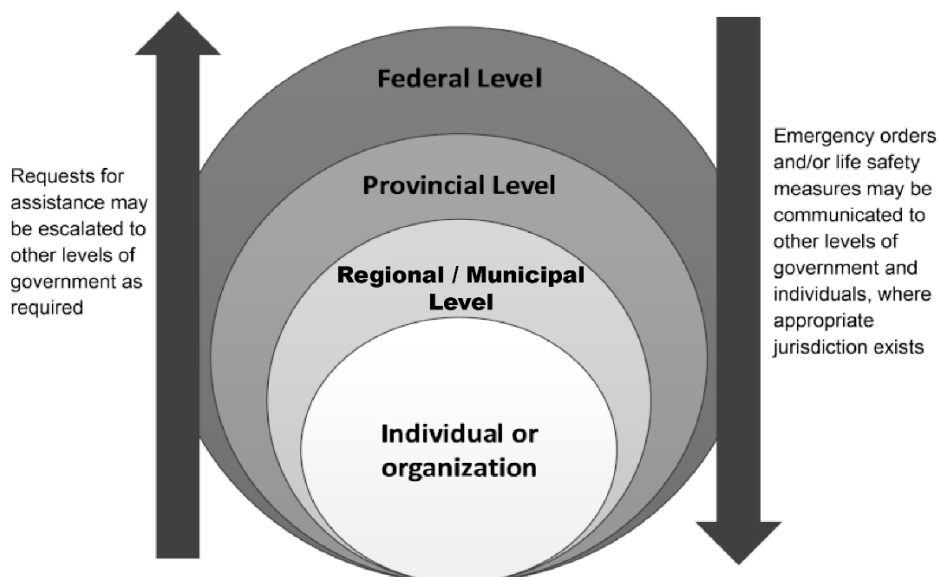 Federal Level
Provincial Level
Regional / Municipal
Level
Individual or
organization
Requests for
assistance may
be escalated to
other levels of
government as
required
Emergency orders
and/or life safety
measures may be
communicated to
other levels of
government and
individuals, where
appropriate
jurisdiction exists